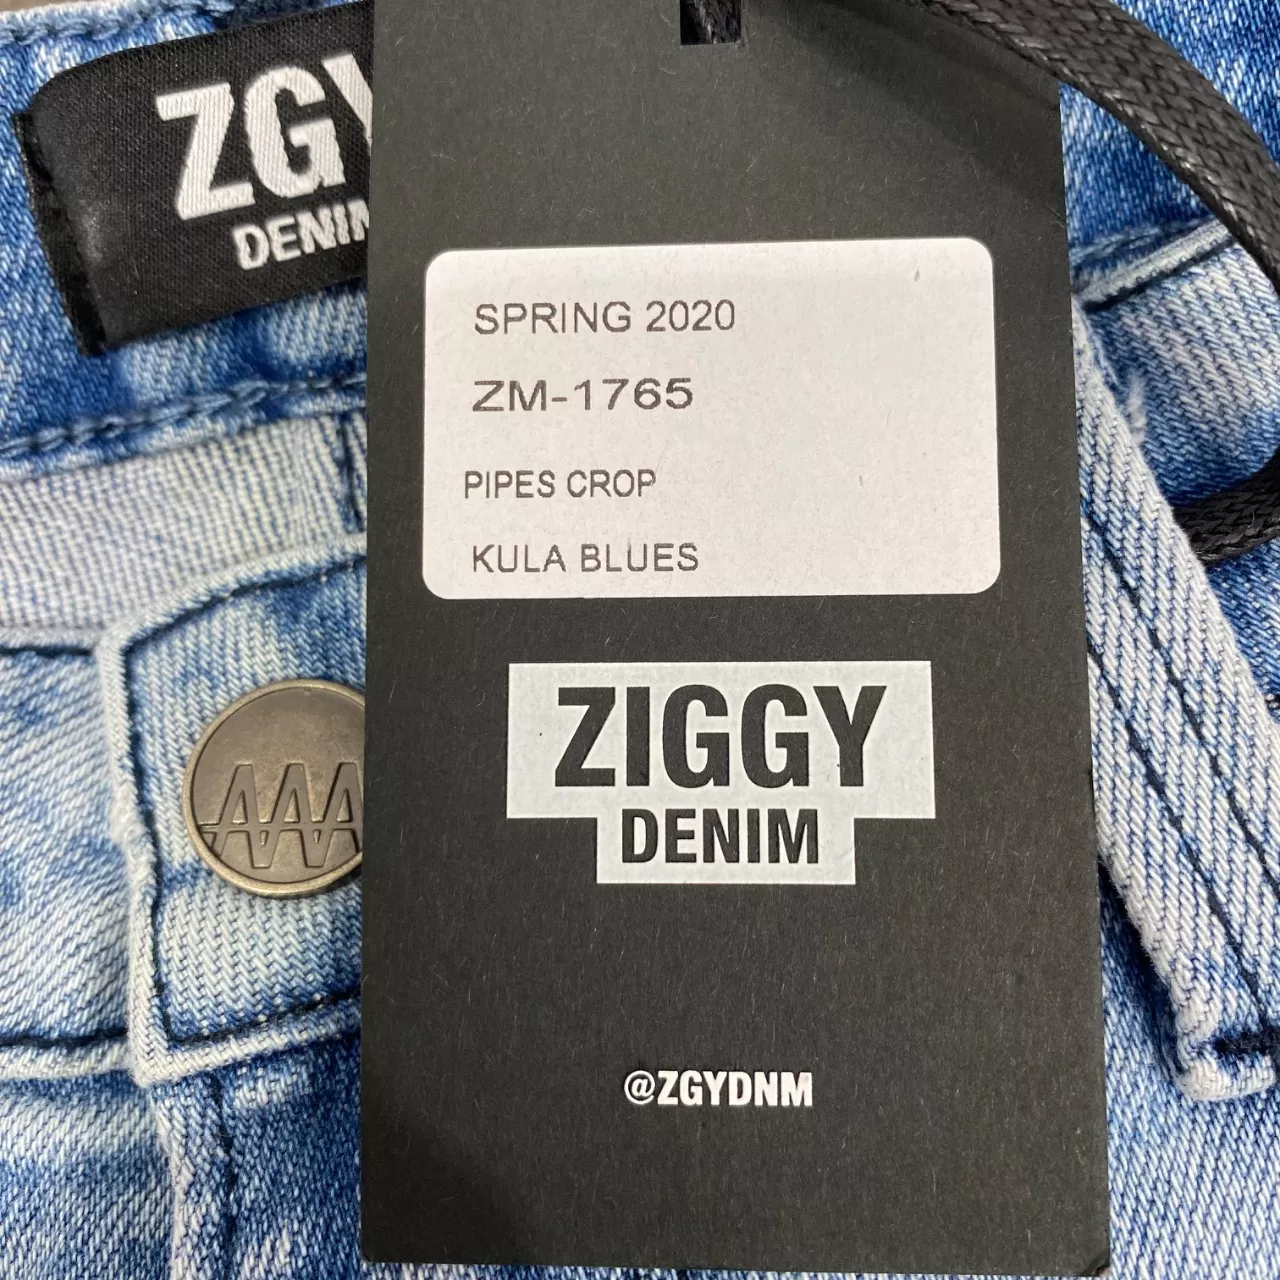 ZGY
DENIM
SPRING 2020
ZM-1765
PIPES CROP
KULA BLUES
ZIGGY
DENIM
@ZGYDNM